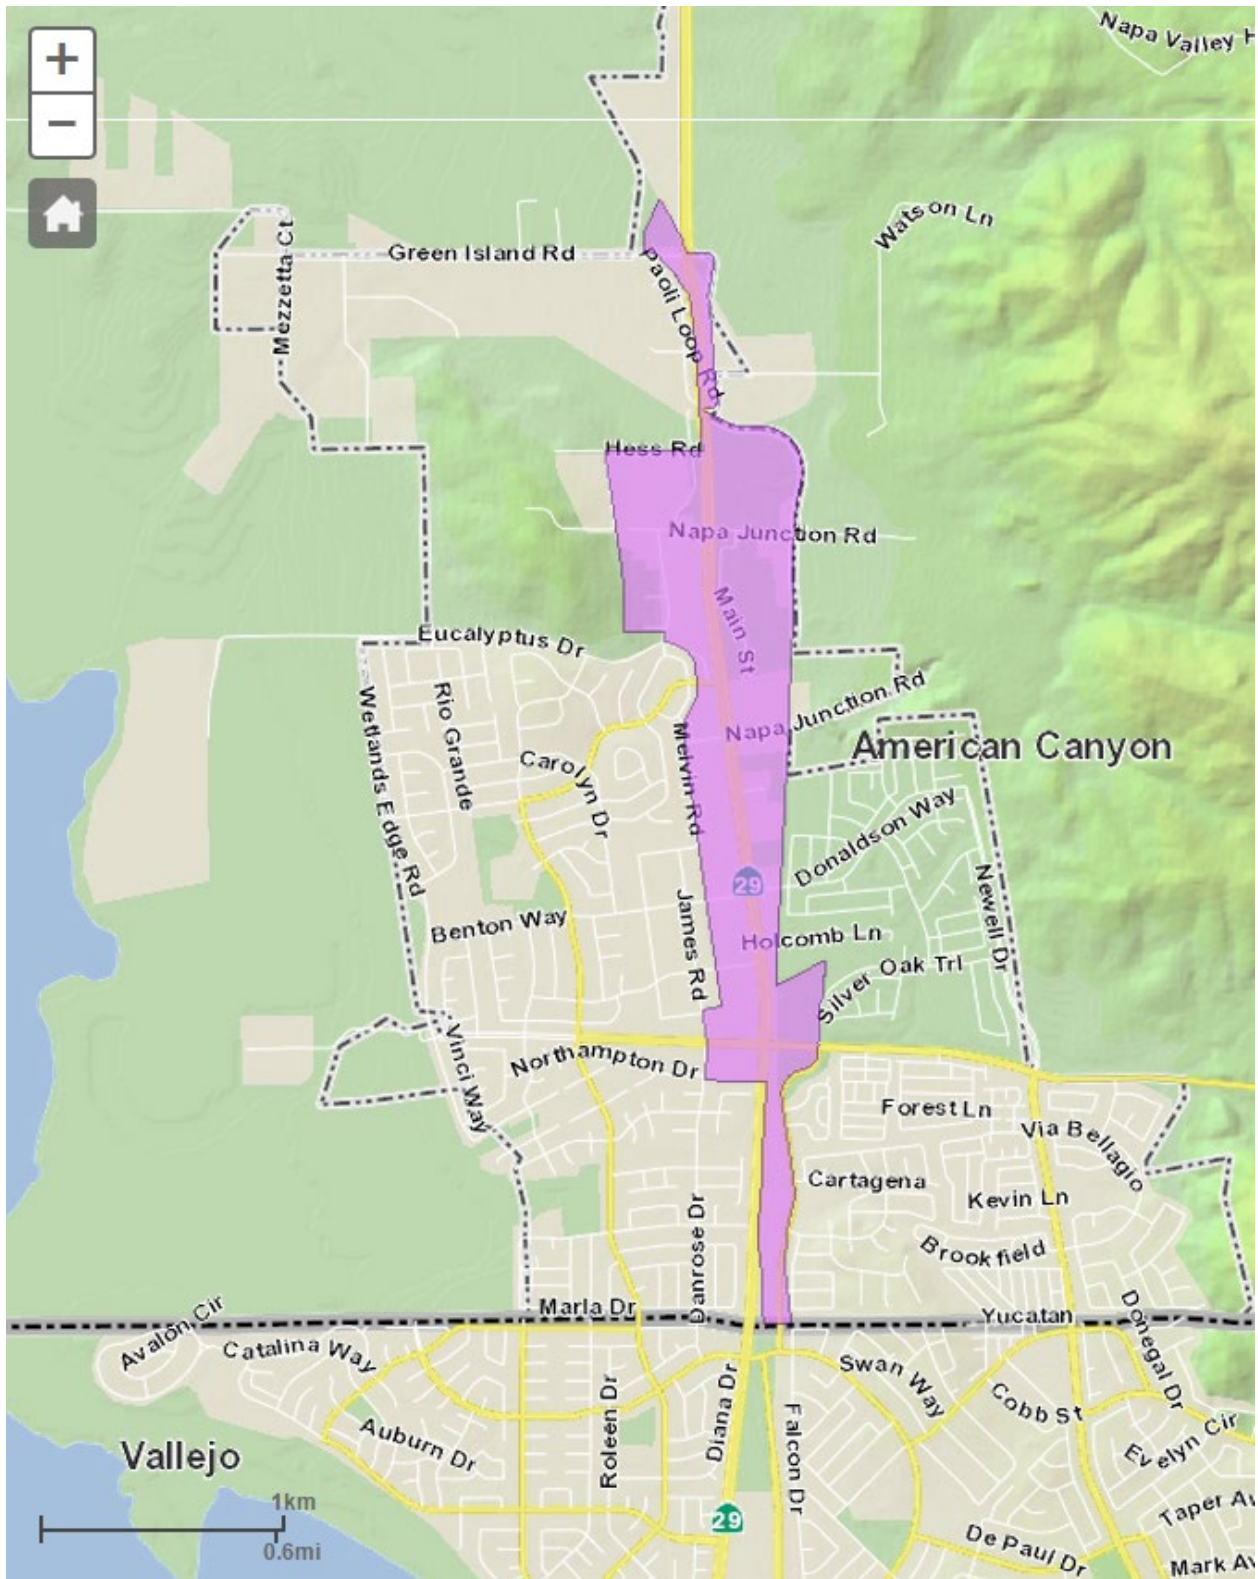 +
Napa Valley H
−
Watson Ln
Green Island Rd
Mezzetta Ct
Paoli Loop Rd
Hess Rd
Napa Junction Rd
Main St
Eucalyptus Dr
Napa Junction Rd
Wetlands Edge Rd
Rio Grande
Melvin Rd
American Canyon
Carolyn Dr
Donaldson Way
29
Newell Dr
James Rd
Benton Way
Holcomb Ln
Silver Oak Trl
Vinci Way
Northampton Dr
Forest Ln
Via Bellagio
Cartagena
Kevin Ln
Danrose Dr
Brookfield
Marla Dr
Yucatan
Donegal Dr
Avalon Cir
Catalina Way
Swan Way
Cobb St
Roleen Dr
Diana Dr
Falcon Dr
Auburn Dr
Evelyn Cir
Vallejo
1km
0.6mi
29
Taper Av
De Paul Dr
Mark Av